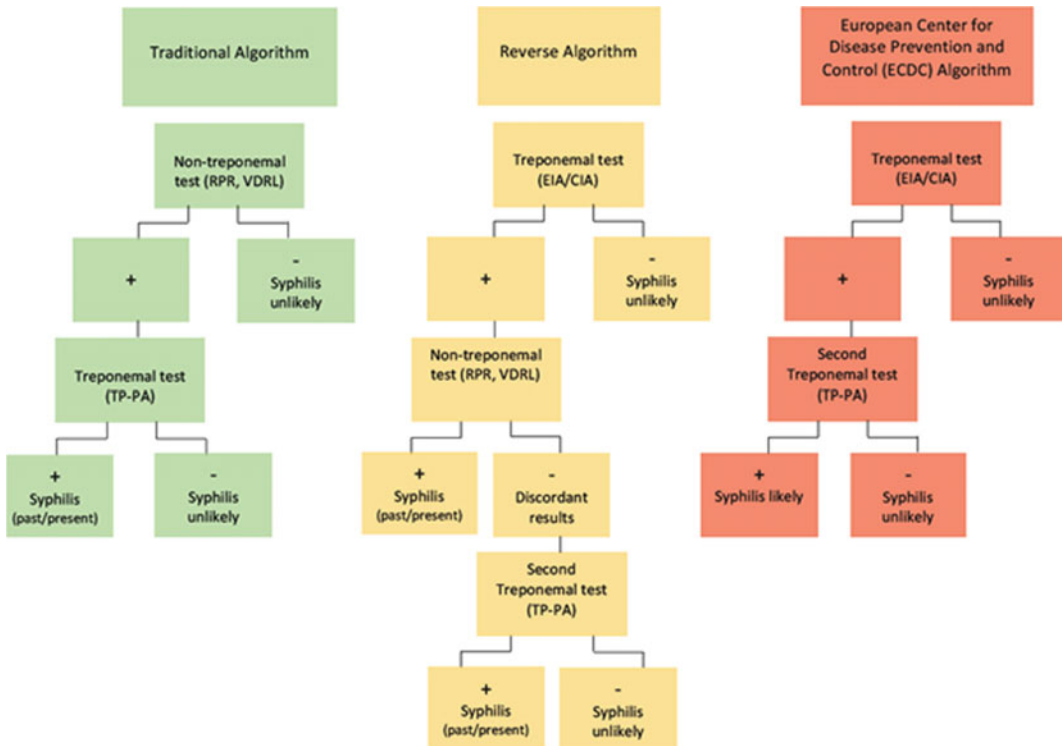 Traditional Algorithm
Non-treponemal
test (RPR, VDRL)
+
-
Syphilis
unlikely
Treponemal test
(TP-PA)
+
Syphilis
(past/present)
-
Syphilis
unlikely
Reverse Algorithm
Treponemal test
(EIA/CIA)
+
-
Syphilis
unlikely
Non-treponemal
test (RPR, VDRL)
+
Syphilis
(past/present)
-
Discordant
results
Second
Treponemal test
(TP-PA)
+
Syphilis
(past/present)
-
Syphilis
unlikely
European Center for
Disease Prevention and
Control (ECDC) Algorithm
Treponemal test
(EIA/CIA)
+
-
Syphilis
unlikely
Second
Treponemal test
(TP-PA)
+
Syphilis likely
-
Syphilis
unlikely